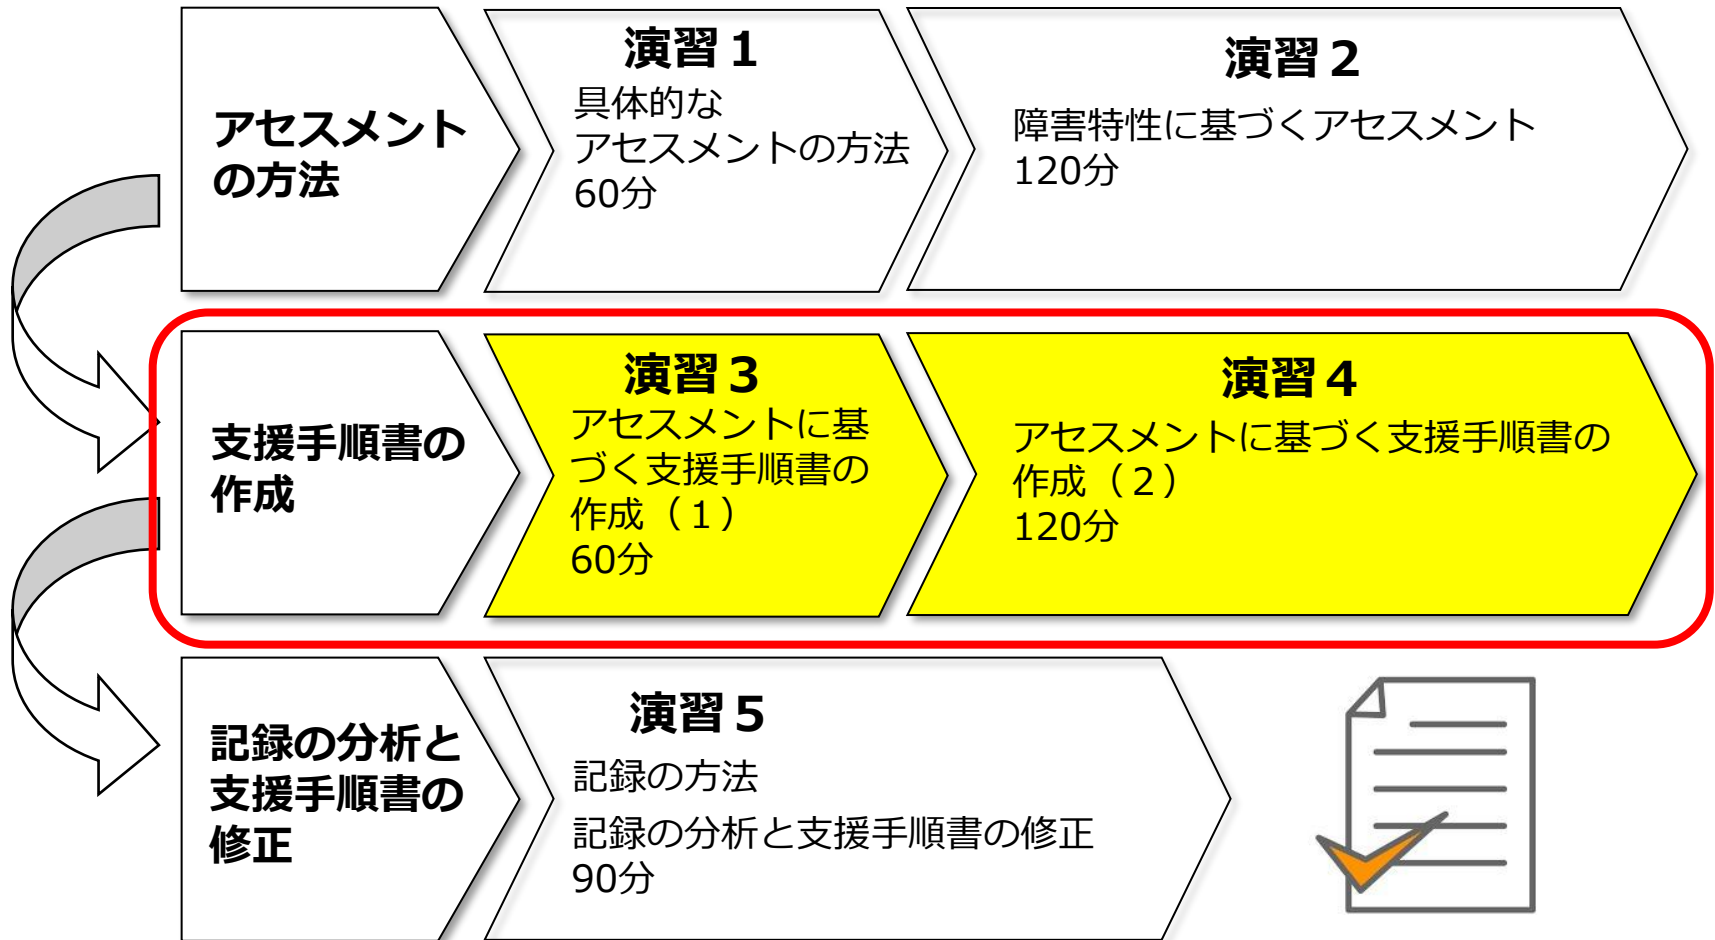 アセスメント
の方法
演習１
具体的な
アセスメントの方法
60分
演習２
障害特性に基づくアセスメント
120分
支援手順書の
作成
演習３
アセスメントに基
づく支援手順書の
作成（１）
60分
演習４
アセスメントに基づく支援手順書の
作成（２）
120分
記録の分析と
支援手順書の
修正
演習５
記録の方法
記録の分析と支援手順書の修正
90分